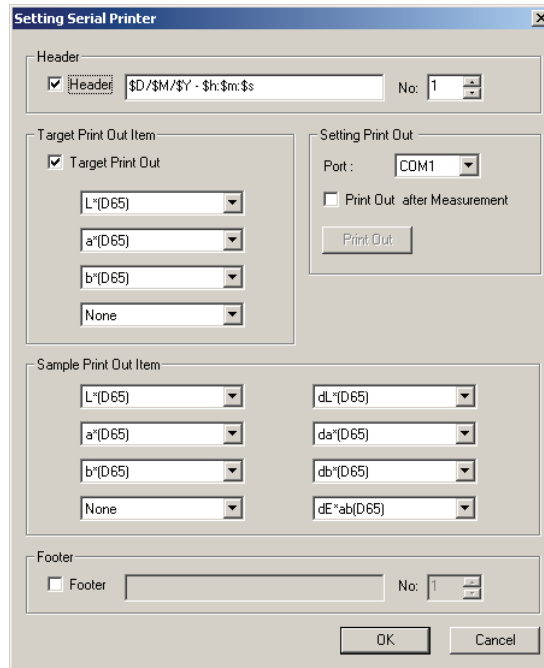 Setting Serial Printer
Header
Header $D/$M/$Y - $h:$m:$s No: 1
Target Print Out Item
Target Print Out
L*(D65)
a*(D65)
b*(D65)
None
Setting Print Out
Port : COM1
Print Out after Measurement
Print Out
Sample Print Out Item
L*(D65) dL*(D65)
a*(D65) da*(D65)
b*(D65) db*(D65)
None dE*ab(D65)
Footer
Footer No: 1
OK Cancel